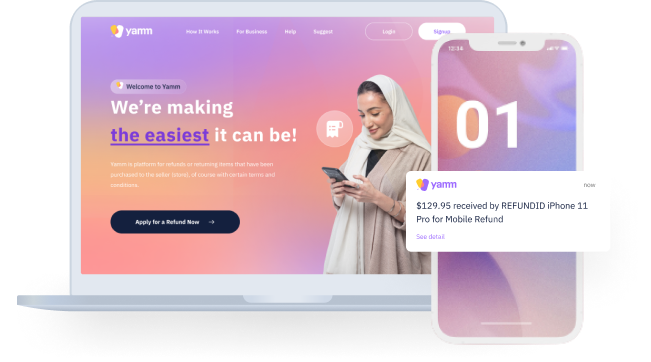 yamm
How It Works
For Business
Help
Suggest
Login
Signup
Welcome to Yamm
We're making
the easiest it can be!
Yamm is platform for refunds or returning items that have been
purchased to the seller (store), of course with certain terms and
conditions.
Apply for a Refund Now →
12:34
01
yamm
now
$129.95 received by REFUNDID iPhone 11
Pro for Mobile Refund
See detail